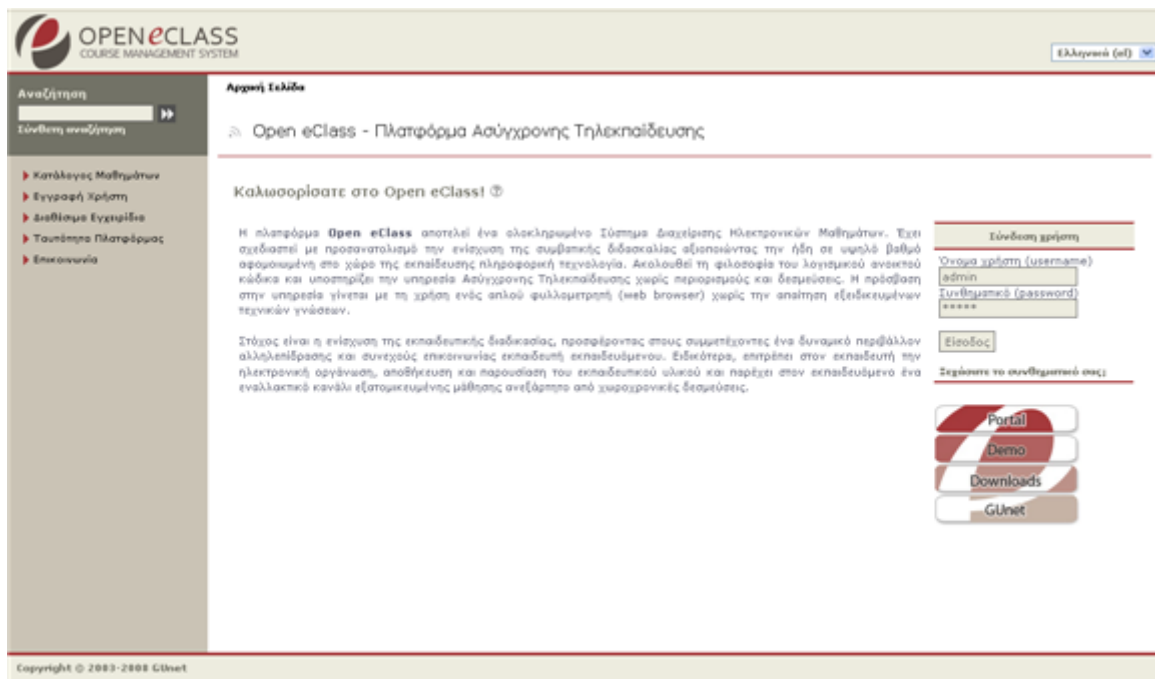 OPEN eCLASS
COURSE MANAGEMENT SYSTEM
Ελληνικά (el)
Αναζήτηση
Σύνθετη αναζήτηση
Κατάλογος Μαθημάτων
Εγγραφή Χρήστη
Διαθέσιμα Εγχειρίδια
Ταυτότητα Πλατφόρμας
Επικοινωνία
Αρχική Σελίδα
Open eClass - Πλατφόρμα Ασύγχρονης Τηλεκπαίδευσης
Καλωσορίσατε στο Open eClass!
Η πλατφόρμα Open eClass αποτελεί ένα ολοκληρωμένο Σύστημα Διαχείρισης Ηλεκτρονικών Μαθημάτων. Έχει
σχεδιαστεί με προσανατολισμό την ενίσχυση της συμβατικής διδασκαλίας αξιοποιώντας την ήδη σε υψηλό βαθμό
αφομοιωμένη στο χώρο της εκπαίδευσης πληροφορική τεχνολογία. Ακολουθεί τη φιλοσοφία του λογισμικού ανοικτού
κώδικα και υποστηρίζει την υπηρεσία Ασύγχρονης Τηλεκπαίδευσης χωρίς περιορισμούς και δεσμεύσεις. Η πρόσβαση
στην υπηρεσία γίνεται με τη χρήση ενός απλού φυλλομετρητή (web browser) χωρίς την απαίτηση εξειδικευμένων
τεχνικών γνώσεων.
Στόχος είναι η ενίσχυση της εκπαιδευτικής διαδικασίας, προσφέροντας στους συμμετέχοντες ένα δυναμικό περιβάλλον
αλληλεπίδρασης και συνεχούς επικοινωνίας εκπαιδευτή εκπαιδευόμενου. Ειδικότερα, επιτρέπει στον εκπαιδευτή την
ηλεκτρονική οργάνωση, αποθήκευση και παρουσίαση του εκπαιδευτικού υλικού και παρέχει στον εκπαιδευόμενο ένα
εναλλακτικό κανάλι εξατομικευμένης μάθησης ανεξάρτητο από χωροχρονικές δεσμεύσεις.
Σύνδεση χρήστη
Όνομα χρήστη (username)
admin
Συνθηματικό (password)
*****
Είσοδος
Ξεχάσατε το συνθηματικό σας;
Portal
Demo
Downloads
GUnet
Copyright © 2003-2008 GUnet